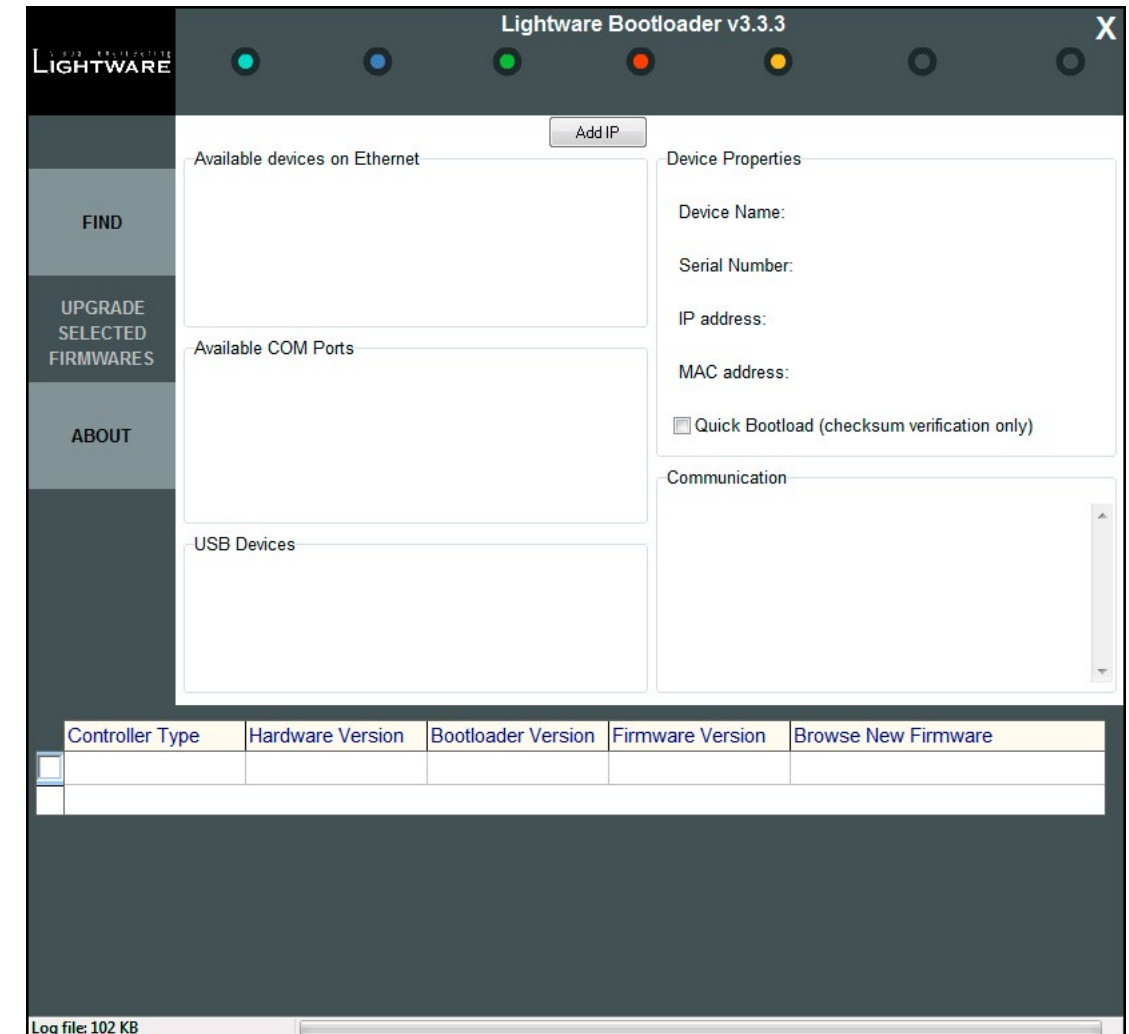 Lightware Bootloader v3.3.3
X
LIGHTWARE
Add IP
Available devices on Ethernet
Device Properties
FIND
Device Name:
Serial Number:
UPGRADE
SELECTED
FIRMWARES
IP address:
Available COM Ports
MAC address:
ABOUT
Quick Bootload (checksum verification only)
Communication
USB Devices
Controller Type
Hardware Version
Bootloader Version
Firmware Version
Browse New Firmware
Log file: 102 KB